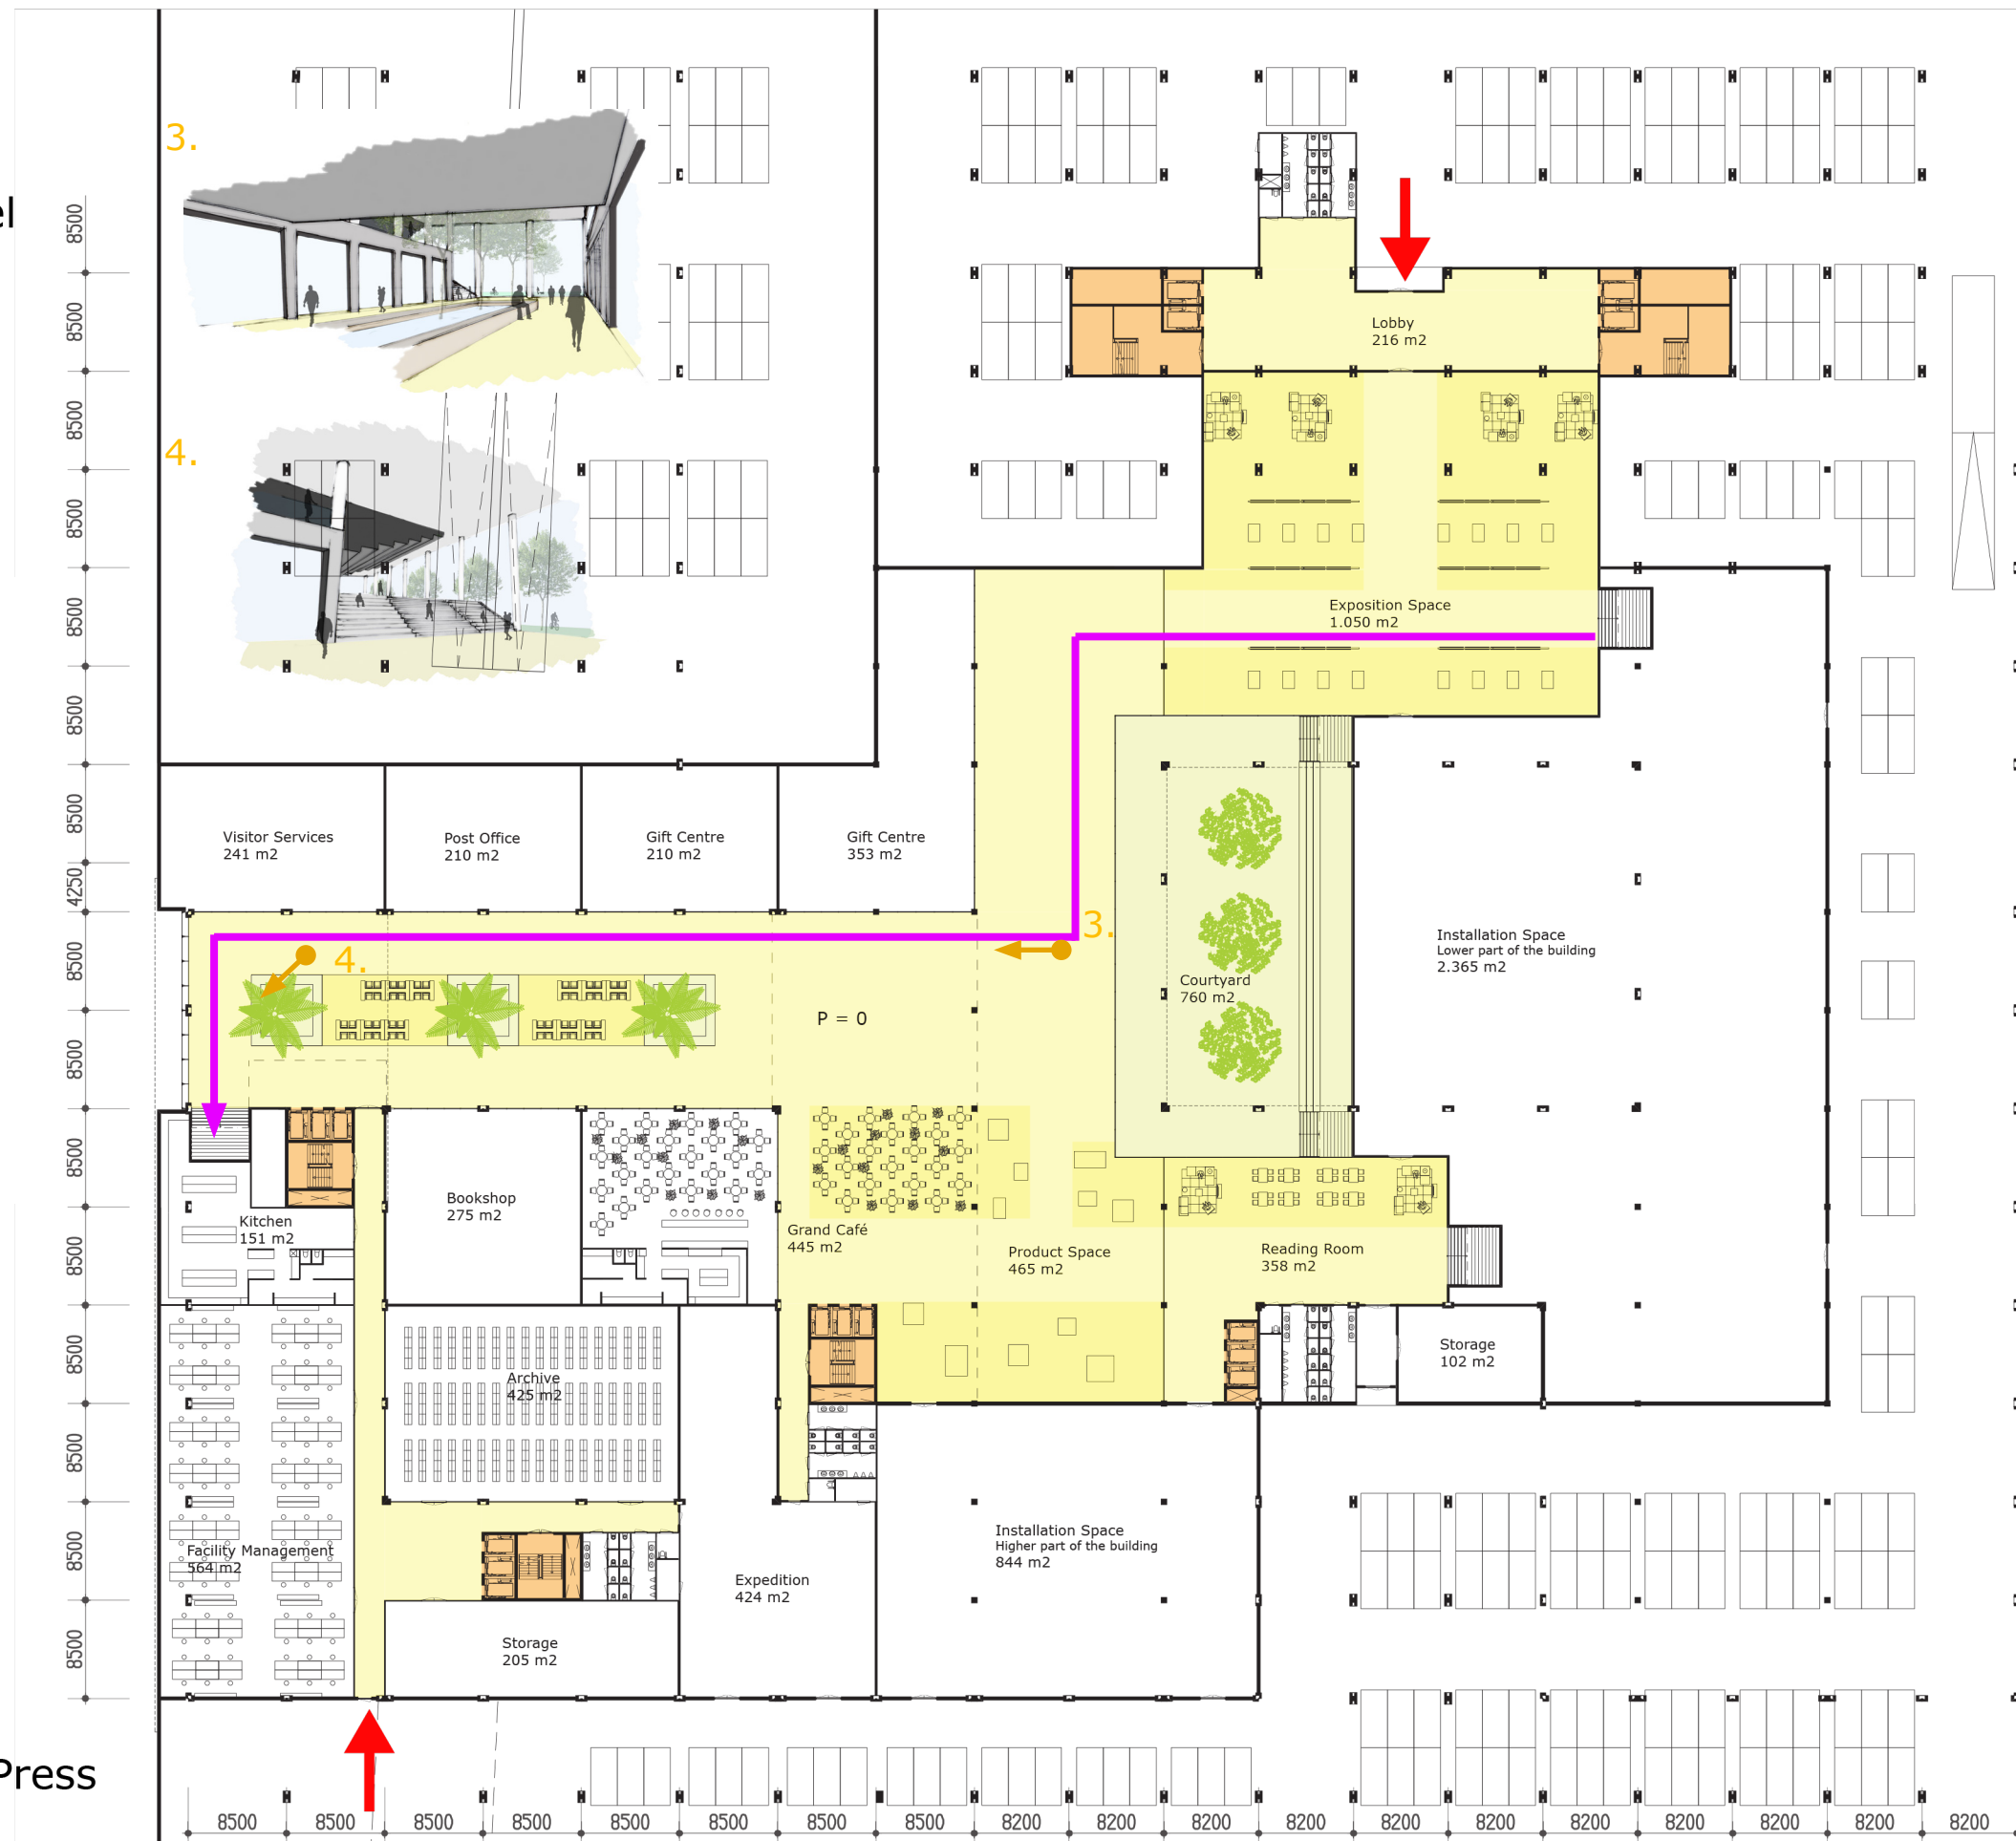 3.
el
4.
Lobby
216 m2
Exposition Space
1.050 m2
Visitor Services
241 m2
Post Office
210 m2
Gift Centre
210 m2
Gift Centre
353 m2
3.
4.
P = 0
Courtyard
760 m2
Installation Space
Lower part of the building
2.365 m2
Kitchen
151 m2
Bookshop
275 m2
Grand Café
445 m2
Product Space
465 m2
Reading Room
358 m2
Archive
425 m2
Storage
102 m2
Facility Management
564 m2
Expedition
424 m2
Installation Space
Higher part of the building
844 m2
Storage
205 m2
Press
8500
8500
8500
8500
8500
8500
8500
4250
8500
8500
8500
8500
8500
8500
8500
8500
8500 8500 8500 8500 8500 8500 8500 8500 8200 8200 8200 8200 8200 8200 8200 8200 8200 8200 8200